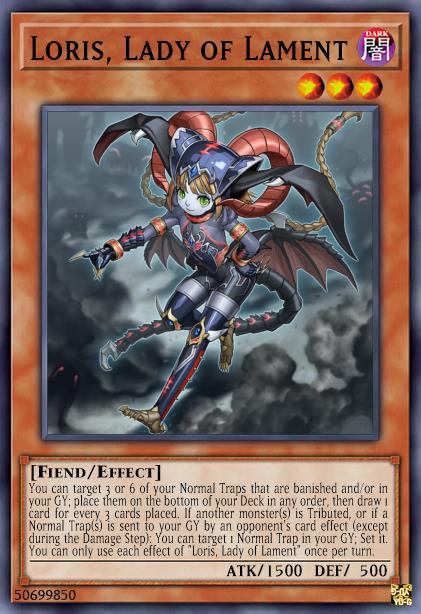 LORIS, LADY OF LAMENT
DARK
闇
[FIEND/EFFECT]
You can target 3 or 6 of your Normal Traps that are banished and/or in
your GY; place them on the bottom of your Deck in any order, then draw 1
card for every 3 cards placed. If another monster(s) is Tributed, or if a
Normal Trap(s) is sent to your GY by an opponent's card effect (except
during the Damage Step): You can target 1 Normal Trap in your GY; Set it.
You can only use each effect of "Loris, Lady of Lament" once per turn.
ATK/1500 DEF/ 500
50699850